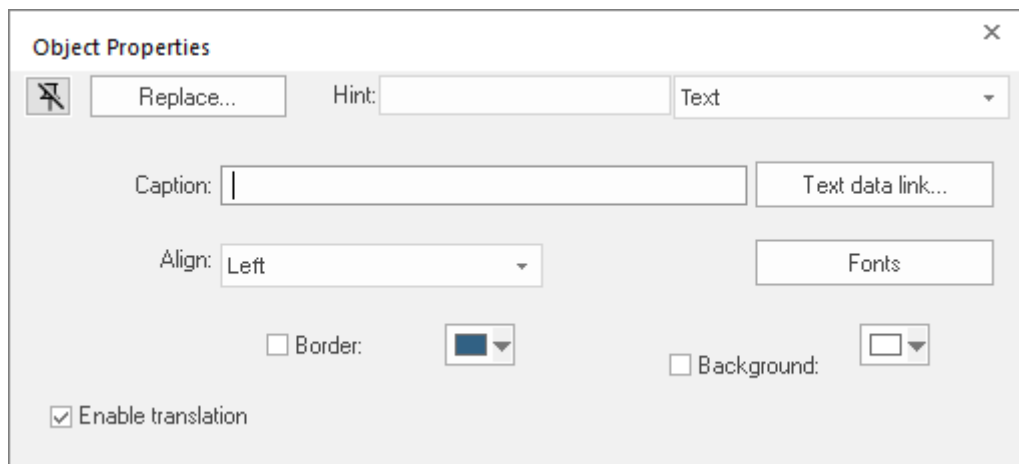 Object Properties
Replace... Hint: Text
Caption: Text data link...
Align: Left Fonts
Border: Background:
Enable translation